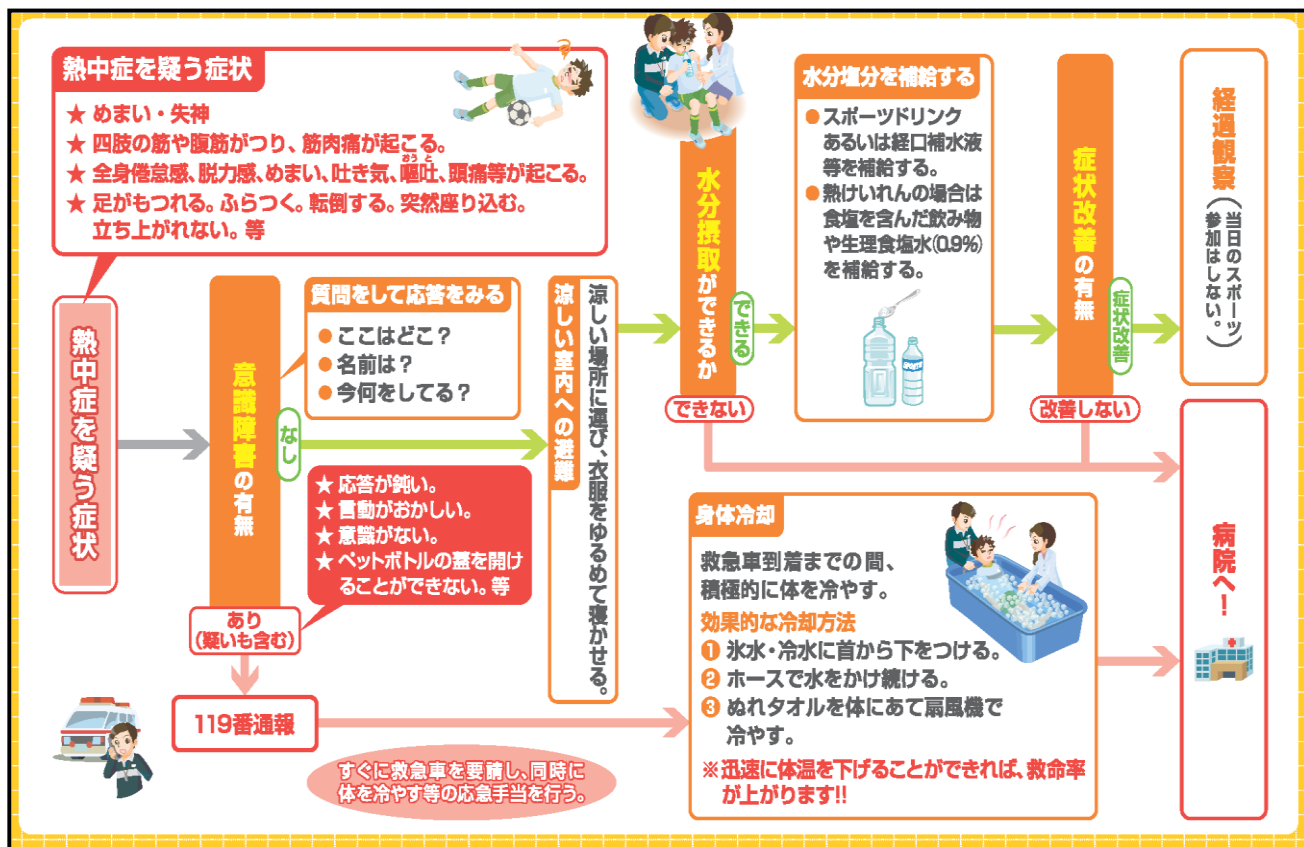 熱中症を疑う症状
★ めまい・失神
★ 四肢の筋や腹筋がつり、筋肉痛が起こる。
★ 全身倦怠感、脱力感、めまい、吐き気、嘔吐、頭痛等が起こる。
おう と
★ 足がもつれる。ふらつく。転倒する。突然座り込む。
立ち上がれない。等
熱中症を疑う症状
意識障害の有無
質問をして応答をみる
● ここはどこ？
● 名前は？
● 今何をしてる？
なし
★ 応答が鈍い。
★ 言動がおかしい。
★ 意識がない。
★ ペットボトルの蓋を開け
ることができない。等
あり
(疑いも含む)
119番通報
すぐに救急車を要請し、同時に
体を冷やす等の応急手当を行う。
涼しい室内への避難
涼しい場所に運び、衣服をゆるめて寝かせる。
水分摂取ができるか
できる
できない
水分塩分を補給する
● スポーツドリンク
あるいは経口補水液
等を補給する。
● 熱けいれんの場合は
食塩を含んだ飲み物
や生理食塩水(0.9%)
を補給する。
症状改善の有無
症状改善
改善しない
経過観察
(当日のスポーツ
参加はしない。)
身体冷却
救急車到着までの間、
積極的に体を冷やす。
効果的な冷却方法
❶ 氷水・冷水に首から下をつける。
❷ ホースで水をかけ続ける。
❸ ぬれタオルを体にあて扇風機で
冷やす。
※迅速に体温を下げることができれば、救命率
が上がります!!
病院へ！